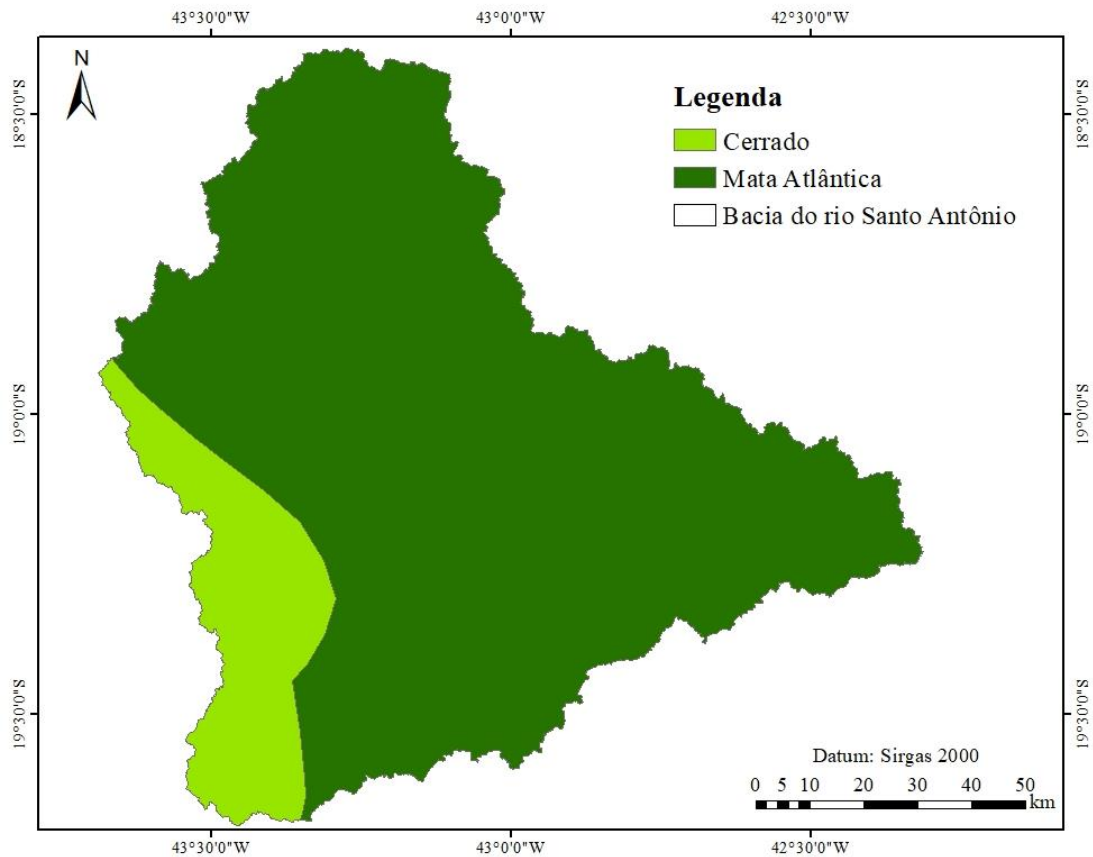 43°30'0"W 43°0'0"W 42°30'0"W
N
Legenda
Cerrado
Mata Atlântica
Bacia do rio Santo Antônio
18°30'0"S 18°30'0"S
19°0'0"S 19°0'0"S
19°30'0"S 19°30'0"S
Datum: Sirgas 2000
0 5 10 20 30 40 50
km
43°30'0"W 43°0'0"W 42°30'0"W